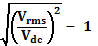 √((Vrms/Vdc)² − 1)